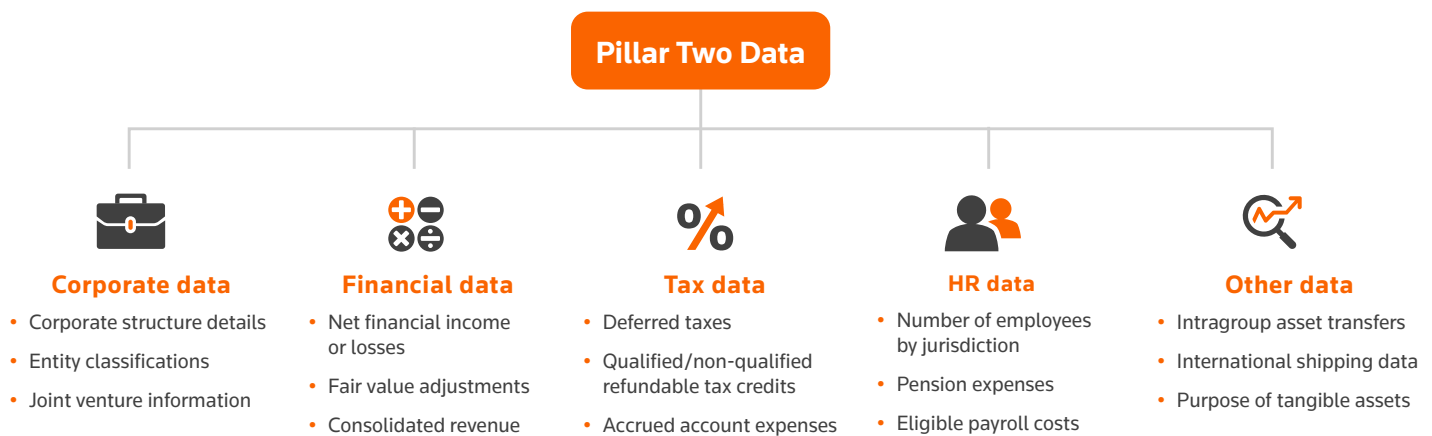 Pillar Two Data
Corporate data
• Corporate structure details
• Entity classifications
• Joint venture information
Financial data
• Net financial income
or losses
• Fair value adjustments
• Consolidated revenue
Tax data
• Deferred taxes
• Qualified/non-qualified
refundable tax credits
• Accrued account expenses
HR data
• Number of employees
by jurisdiction
• Pension expenses
• Eligible payroll costs
Other data
• Intragroup asset transfers
• International shipping data
• Purpose of tangible assets